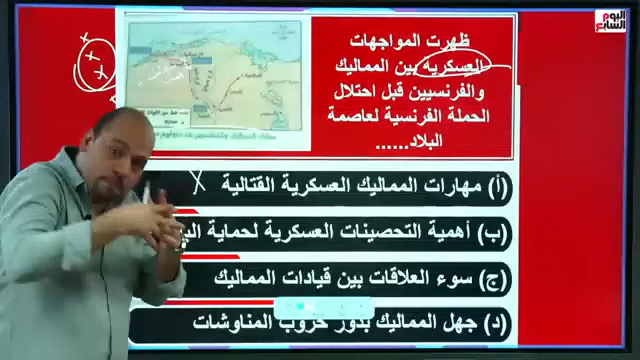 اليوم
السابع
ظهرت المواجهات
العسكرية بين المماليك
والفرنسيين قبل احتلال
الحملة الفرنسية لعاصمة
البلاد......
(أ) مهارات المماليك العسكرية القتالية
(ب) أهمية التحصينات العسكرية لحماية
(ج) سوء العلاقات بين قيادات المماليك
(د) جهل المماليك بدور حروب المناوشات